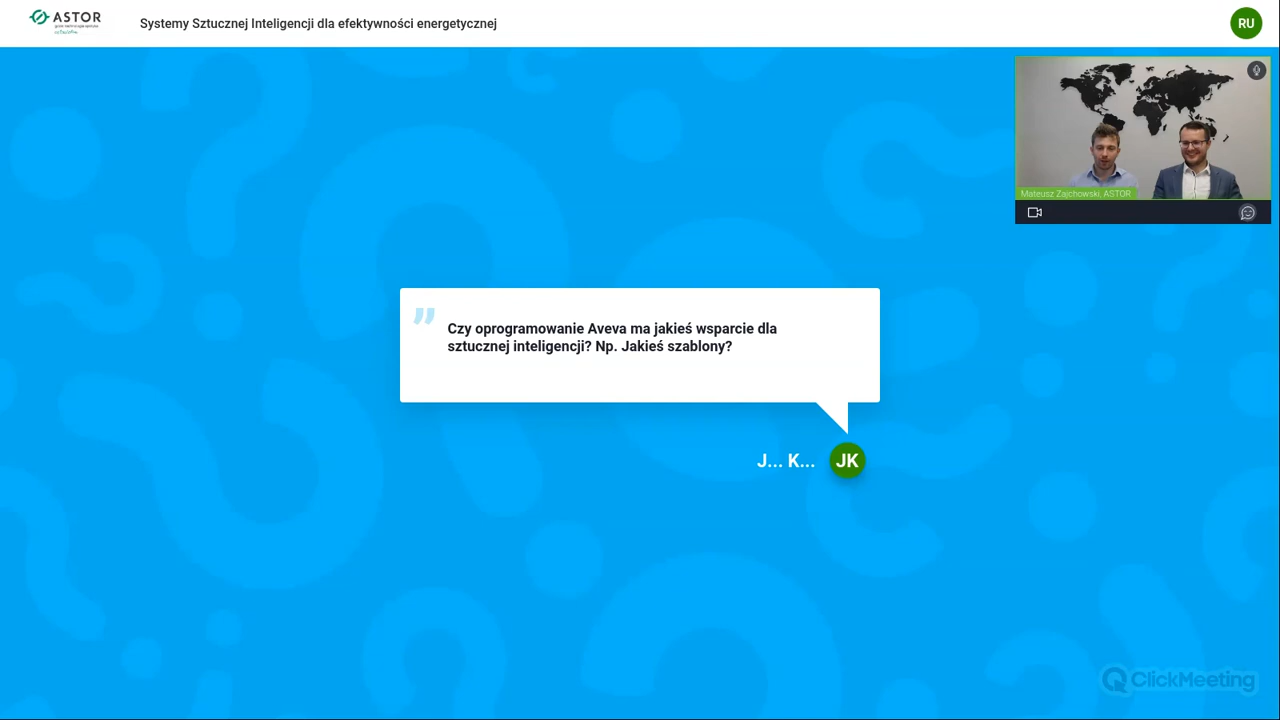 ASTOR
Systemy Sztucznej Inteligencji dla efektywności energetycznej
RU
Mateusz Zajchowski, ASTOR
Czy oprogramowanie Aveva ma jakieś wsparcie dla
sztucznej inteligencji? Np. Jakieś szablony?
J... K...
JK
ClickMeeting